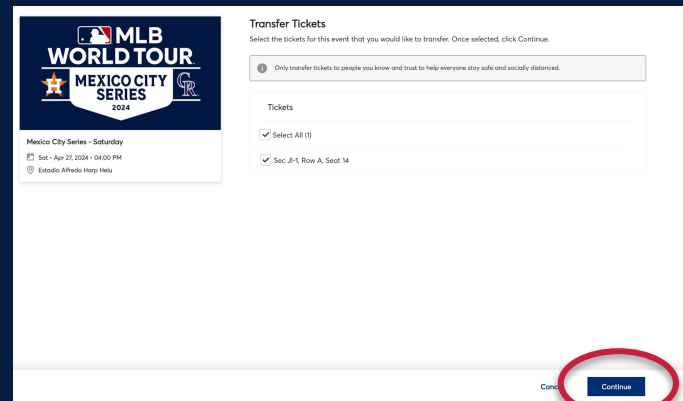 MLB
WORLD TOUR
MEXICO CITY
SERIES
2024
CR
Mexico City Series - Saturday
Sat • Apr 27, 2024 • 04:00 PM
Estadio Alfredo Harp Helu
Transfer Tickets
Select the tickets for this event that you would like to transfer. Once selected, click Continue.
Only transfer tickets to people you know and trust to help everyone stay safe and socially distanced.
Tickets
Select All (1)
Sec JI-1, Row A, Seat 14
Continue